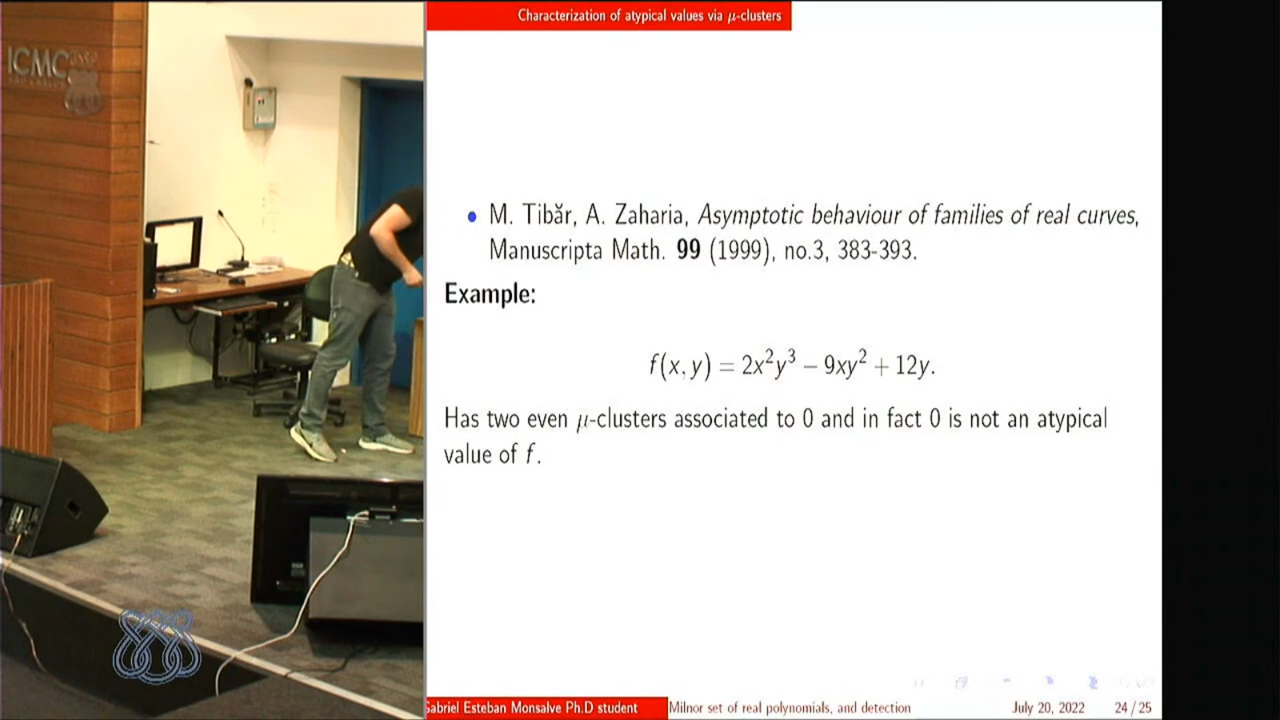 ICMC
Characterization of atypical values via μ-clusters
• M. Tibăr, A. Zaharia, Asymptotic behaviour of families of real curves,
Manuscripta Math. 99 (1999), no.3, 383-393.
Example:
f(x, y) = 2x²y³ − 9xy² + 12y.
Has two even μ-clusters associated to 0 and in fact 0 is not an atypical
value of f.
Gabriel Esteban Monsalve Ph.D student
Milnor set of real polynomials, and detection
July 20, 2022
24 / 25